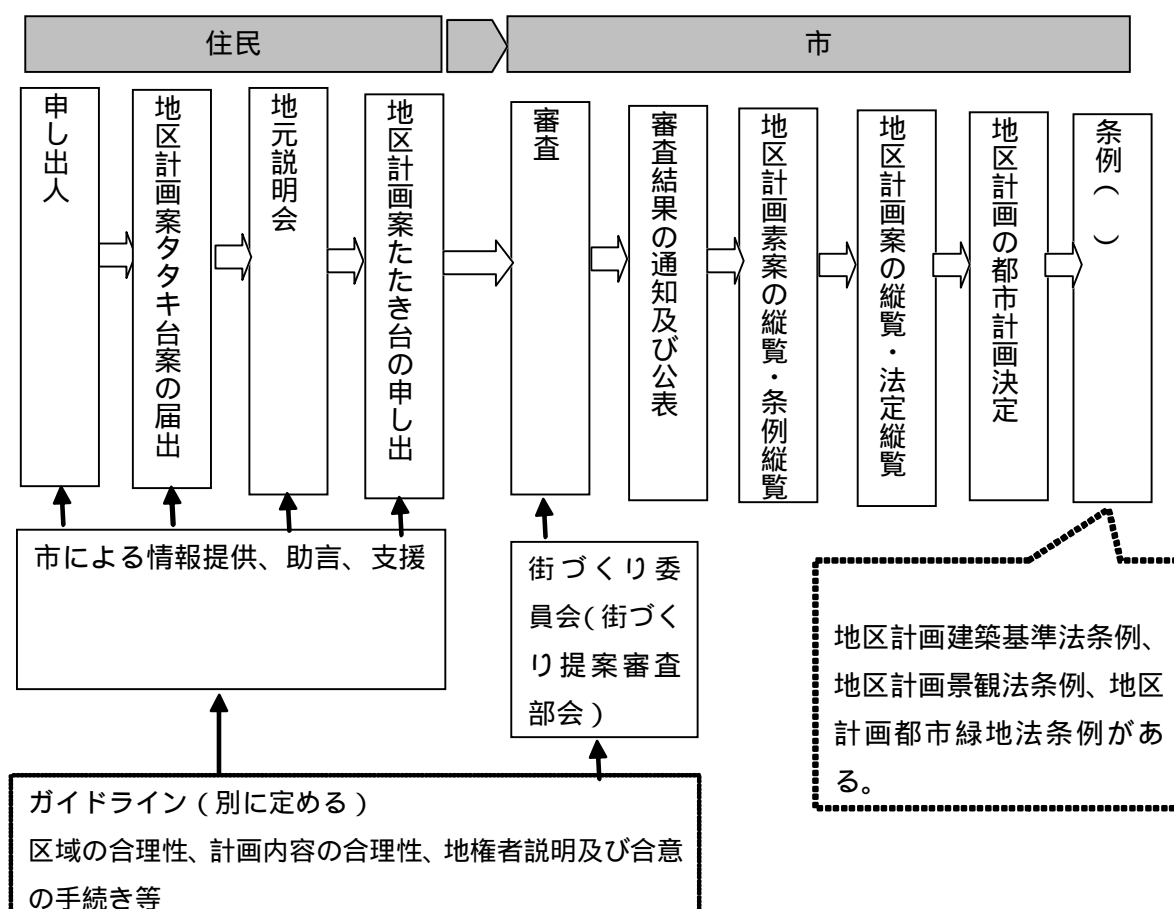 住民
市
申し出人
地区計画案タタキ台案の届出
地元説明会
地区計画案たたき台の申し出
審査
審査結果の通知及び公表
地区計画素案の縦覧・条例縦覧
地区計画案の縦覧・法定縦覧
地区計画の都市計画決定
条例( )
市による情報提供、助言、支援
街づくり委
員会(街づく
り提案審査
部会)
地区計画建築基準法条例、
地区計画景観法条例、地区
計画都市緑地法条例があ
る。
ガイドライン(別に定める)
区域の合理性、計画内容の合理性、地権者説明及び合意
の手続き等